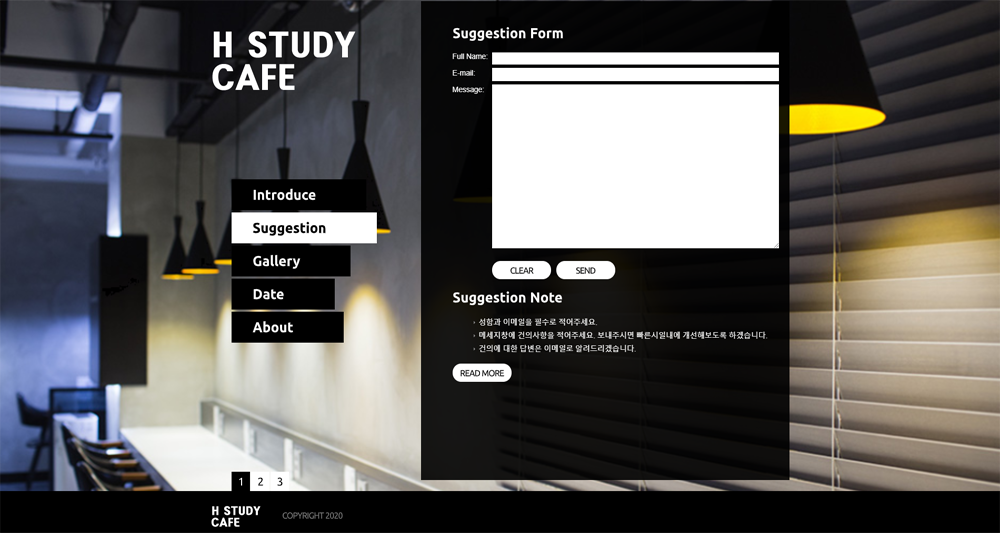 H STUDY
CAFE
Introduce
Suggestion
Gallery
Date
About
1 2 3
Suggestion Form
Full Name:
E-mail:
Message:
CLEAR SEND
Suggestion Note
성함과 이메일을 필수로 적어주세요.
메세지창에 건의사항을 적어주세요. 보내주시면 빠른시일내에 개선해보도록 하겠습니다.
건의에 대한 답변은 이메일로 알려드리겠습니다.
READ MORE
H STUDY
CAFE
COPYRIGHT 2020